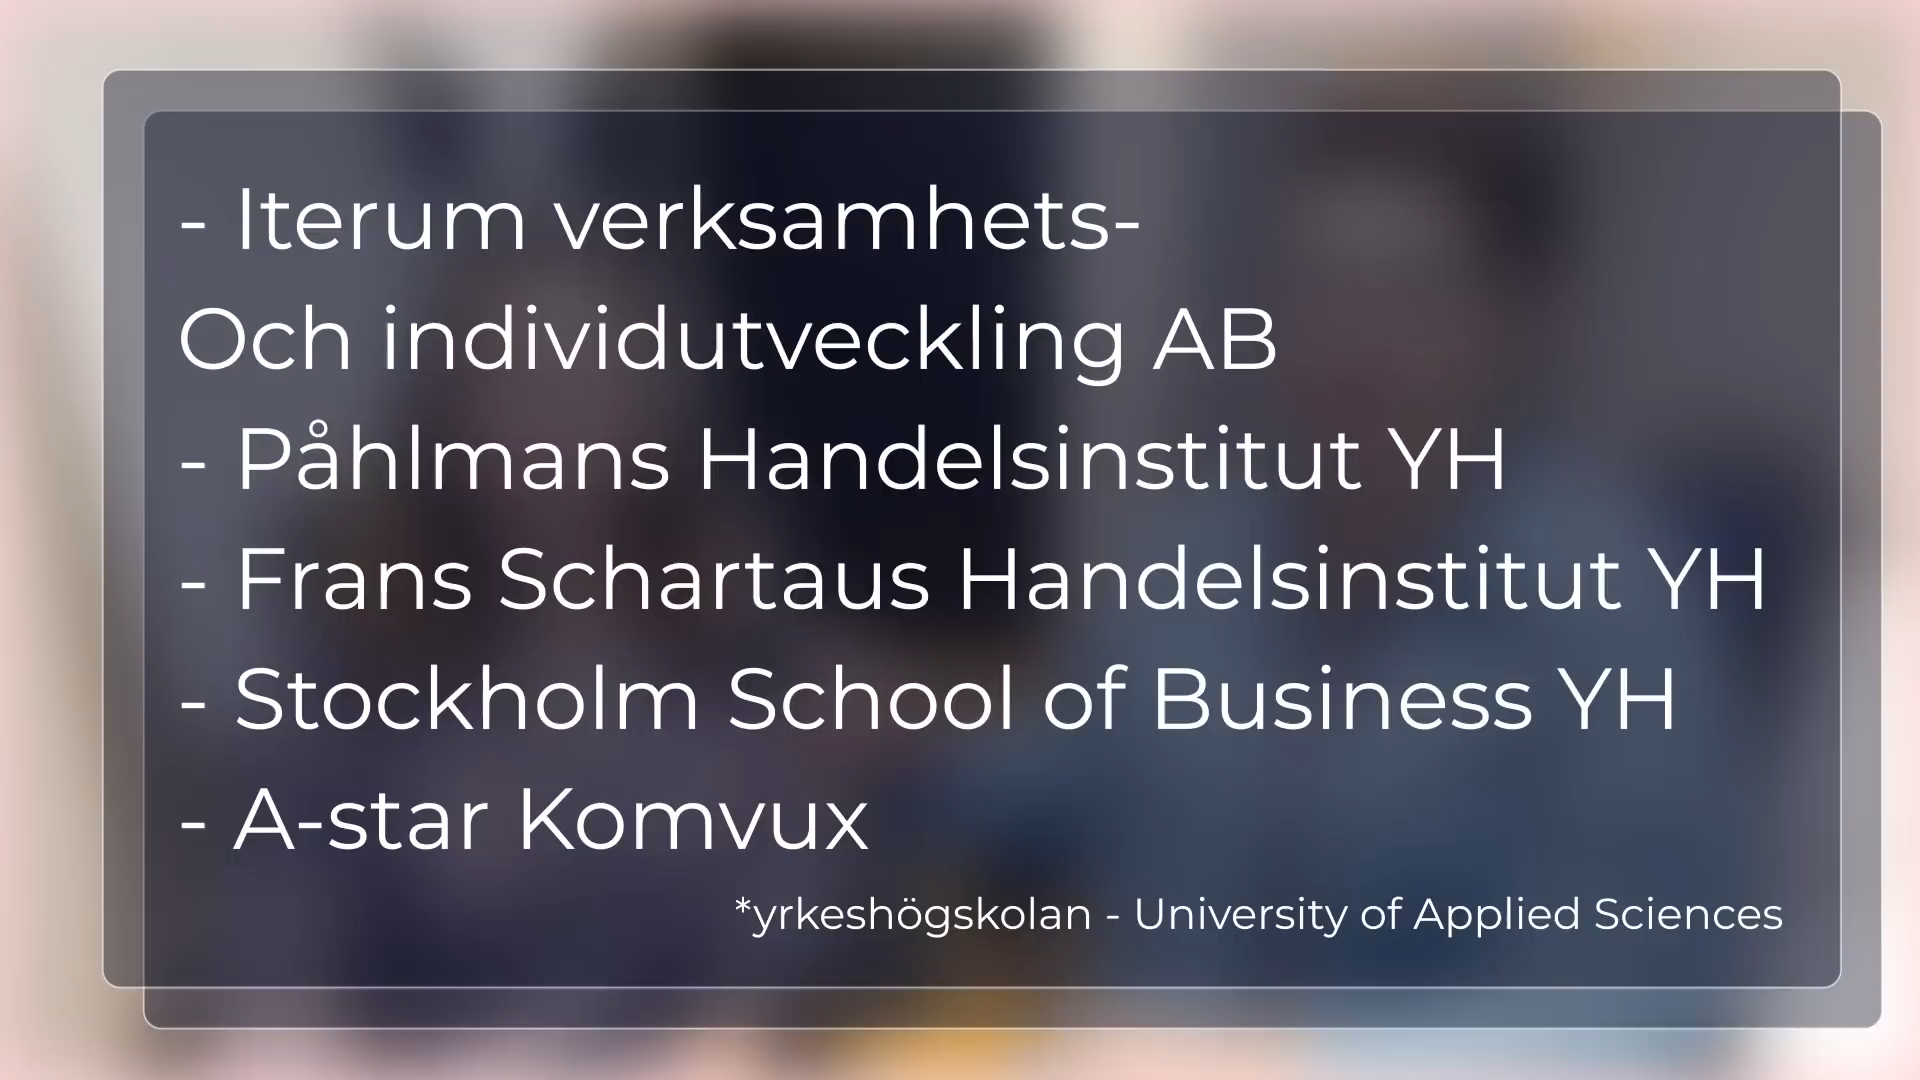 - Iterum verksamhets-
Och individutveckling AB
- Påhlmans Handelsinstitut YH
- Frans Schartaus Handelsinstitut YH
- Stockholm School of Business YH
- A-star Komvux
*yrkeshögskolan - University of Applied Sciences